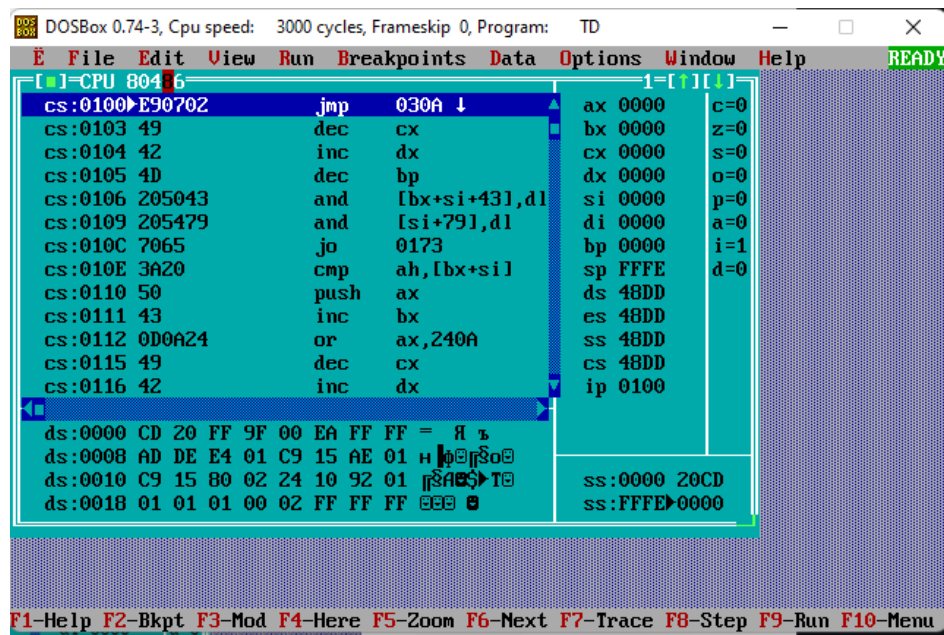 DOSBox 0.74-3, Cpu speed: 3000 cycles, Frameskip 0, Program: TD
Ë File Edit View Run Breakpoints Data Options Window Help READY
[■]=CPU 80486 1=[↑][↓]
cs:0100►E90702 jmp 030A ↓ ax 0000 c=0
cs:0103 49 dec cx bx 0000 z=0
cs:0104 42 inc dx cx 0000 s=0
cs:0105 4D dec bp dx 0000 o=0
cs:0106 205043 and [bx+si+43],dl si 0000 p=0
cs:0109 205479 and [si+79],dl di 0000 a=0
cs:010C 7065 jo 0173 bp 0000 i=1
cs:010E 3A20 cmp ah,[bx+si] sp FFFE d=0
cs:0110 50 push ax ds 48DD
cs:0111 43 inc bx es 48DD
cs:0112 0D0A24 or ax,240A ss 48DD
cs:0115 49 dec cx cs 48DD
cs:0116 42 inc dx ip 0100
ds:0000 CD 20 FF 9F 00 EA FF FF = Я ъ
ds:0008 AD DE E4 01 C9 15 AE 01
ds:0010 C9 15 80 02 24 10 92 01 ss:0000 20CD
ds:0018 01 01 01 00 02 FF FF FF ss:FFFE►0000
F1-Help F2-Bkpt F3-Mod F4-Here F5-Zoom F6-Next F7-Trace F8-Step F9-Run F10-Menu